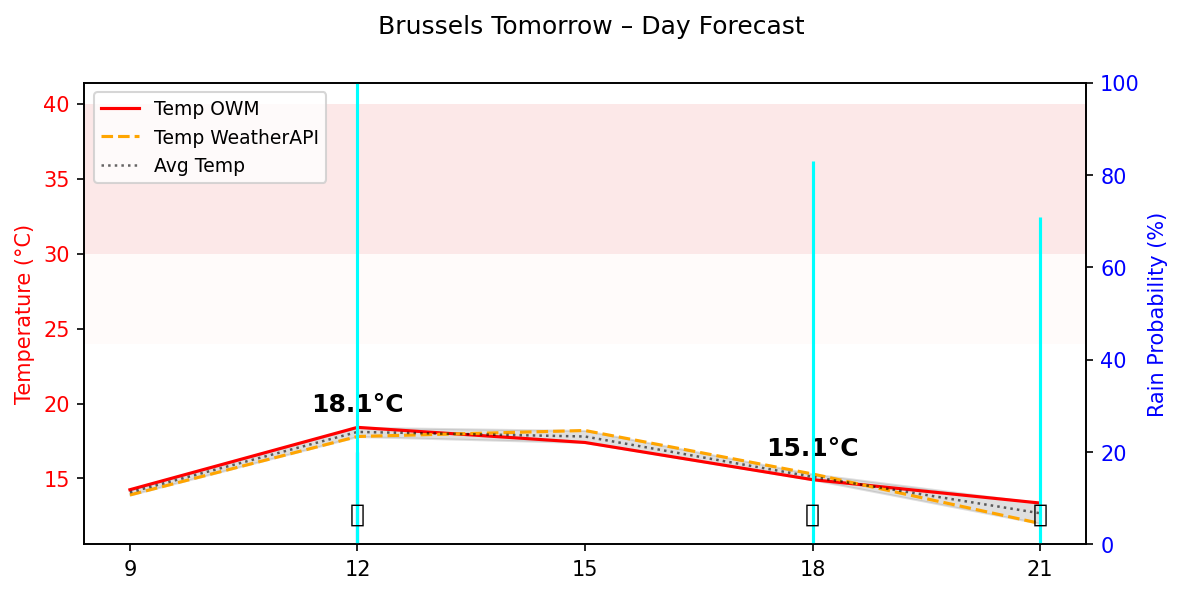 Brussels Tomorrow – Day Forecast
Temperature (°C)
40
35
30
25
20
15
Temp OWM
Temp WeatherAPI
Avg Temp
18.1°C
15.1°C
100
80
60
40
20
0
Rain Probability (%)
9
12
15
18
21